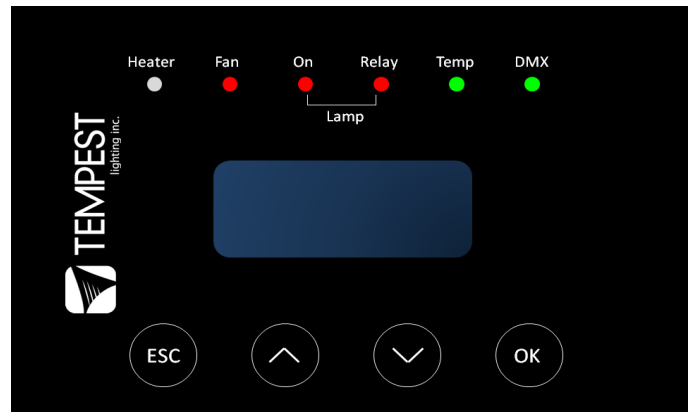 Heater Fan On Relay Temp DMX
Lamp
TEMPEST
lighting inc.
ESC OK